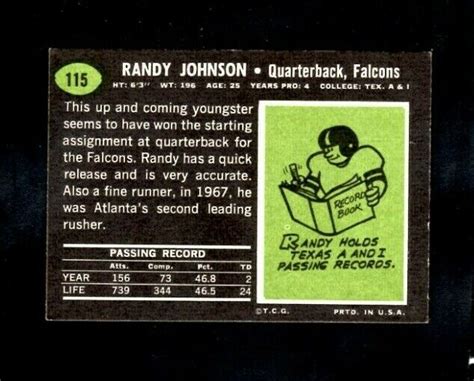 115
RANDY JOHNSON • Quarterback, Falcons
HT: 6'3" WT: 196 AGE: 25 YEARS PRO: 4 COLLEGE: TEX. A & I
This up and coming youngster
seems to have won the starting
assignment at quarterback for
the Falcons. Randy has a quick
release and is very accurate.
Also a fine runner, in 1967, he
was Atlanta's second leading
rusher.
PASSING RECORD
Atts. Comp. Pct. TD
YEAR 156 73 46.8 2
LIFE 739 344 46.5 24
RECORD
BOOK
RANDY HOLDS
TEXAS A AND I
PASSING RECORDS.
©T.C.G. PRTD. IN U.S.A.